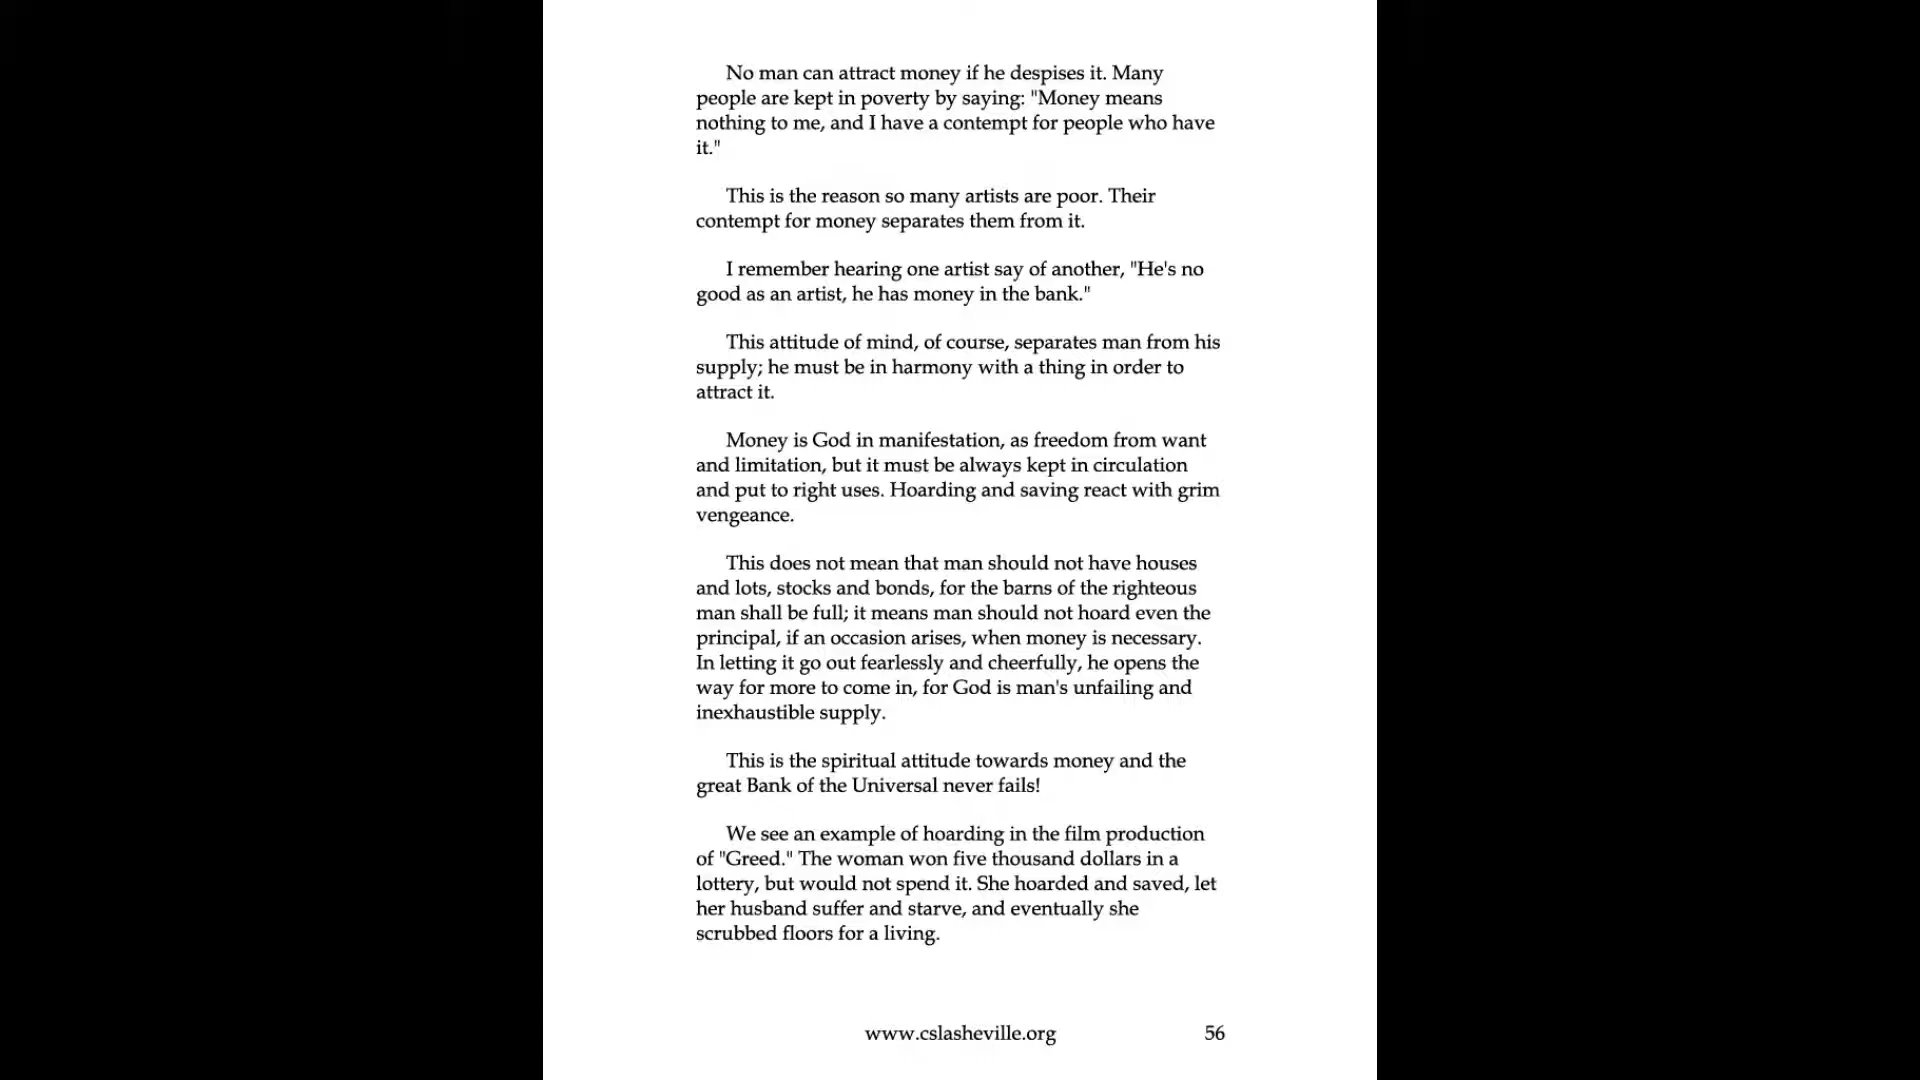 No man can attract money if he despises it. Many
people are kept in poverty by saying: "Money means
nothing to me, and I have a contempt for people who have
it."
This is the reason so many artists are poor. Their
contempt for money separates them from it.
I remember hearing one artist say of another, "He's no
good as an artist, he has money in the bank."
This attitude of mind, of course, separates man from his
supply; he must be in harmony with a thing in order to
attract it.
Money is God in manifestation, as freedom from want
and limitation, but it must be always kept in circulation
and put to right uses. Hoarding and saving react with grim
vengeance.
This does not mean that man should not have houses
and lots, stocks and bonds, for the barns of the righteous
man shall be full; it means man should not hoard even the
principal, if an occasion arises, when money is necessary.
In letting it go out fearlessly and cheerfully, he opens the
way for more to come in, for God is man's unfailing and
inexhaustible supply.
This is the spiritual attitude towards money and the
great Bank of the Universal never fails!
We see an example of hoarding in the film production
of "Greed." The woman won five thousand dollars in a
lottery, but would not spend it. She hoarded and saved, let
her husband suffer and starve, and eventually she
scrubbed floors for a living.
www.cslasheville.org 56